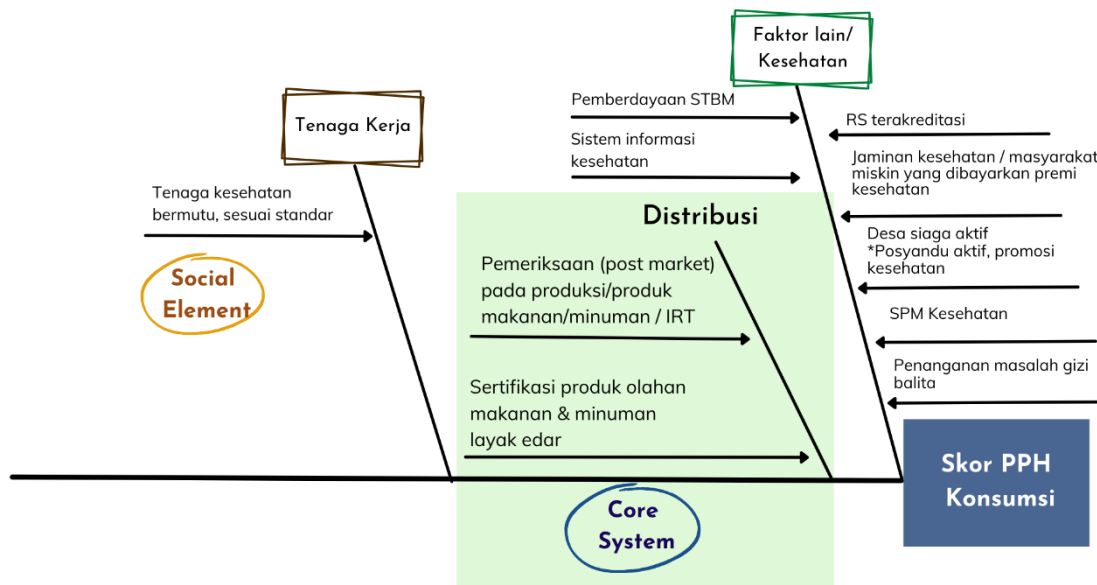 Faktor lain/
Kesehatan
Tenaga Kerja
Pemberdayaan STBM
Sistem informasi
kesehatan
RS terakreditasi
Jaminan kesehatan / masyarakat
miskin yang dibayarkan premi
kesehatan
Desa siaga aktif
*Posyandu aktif, promosi
kesehatan
SPM Kesehatan
Penanganan masalah gizi
balita
Tenaga kesehatan
bermutu, sesuai standar
Social
Element
Distribusi
Pemeriksaan (post market)
pada produksi/produk
makanan/minuman / IRT
Sertifikasi produk olahan
makanan & minuman
layak edar
Core
System
Skor PPH
Konsumsi